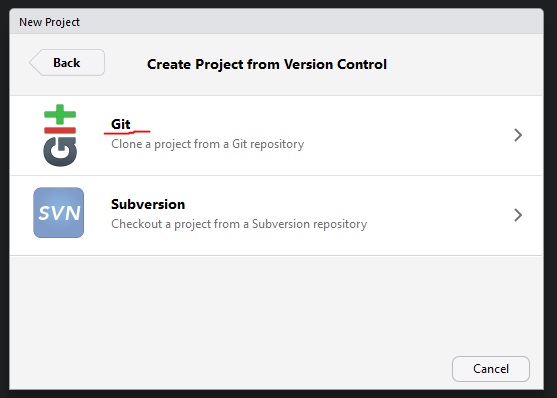 New Project
Back
Create Project from Version Control
git
Git
Clone a project from a Git repository
SVN
Subversion
Checkout a project from a Subversion repository
Cancel